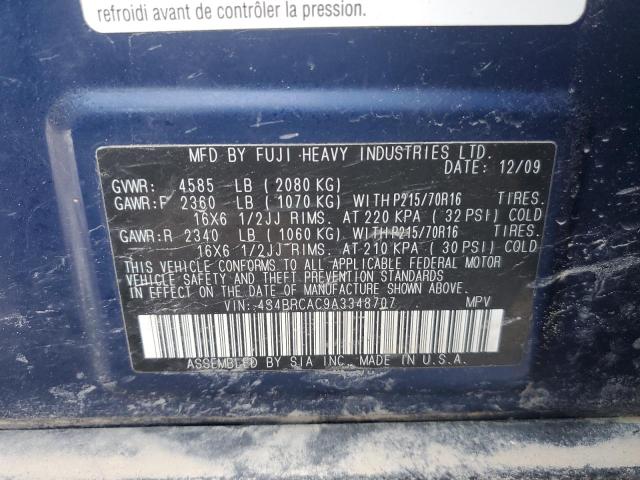 refroidi avant de contrôler la pression.
MFD BY FUJI HEAVY INDUSTRIES LTD.
DATE: 12/09
GVWR: 4585 LB (2080 KG)
GAWR:F 2360 LB (1070 KG) WITH P215/70R16 TIRES.
16X6 1/2JJ RIMS. AT 220 KPA (32 PSI) COLD
GAWR:R 2340 LB (1060 KG) WITH P215/70R16 TIRES.
16X6 1/2JJ RIMS. AT 210 KPA (30 PSI) COLD
THIS VEHICLE CONFORMS TO ALL APPLICABLE FEDERAL MOTOR
VEHICLE SAFETY STANDARDS IN EFFECT ON THE
DATE OF MANUFACTURE SHOWN ABOVE.
VIN: 4S4BRCAC9A3348707 MPV
ASSEMBLED BY SIA INC. MADE IN U.S.A.